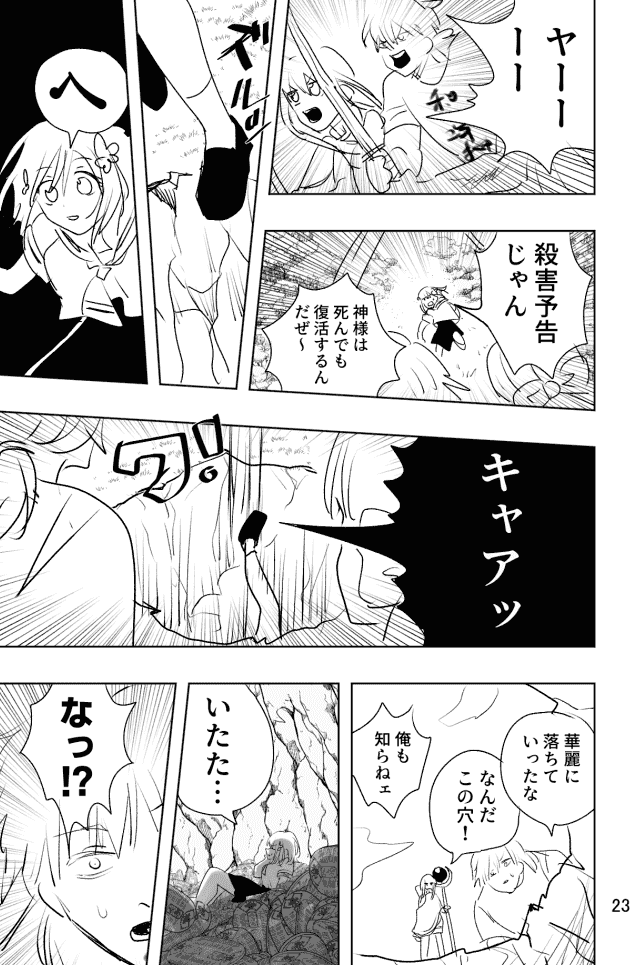 ヤーー
ーー
殺害予告
じゃん
神様は
死んでも
復活するん
だぜ〜
ズルッ
へ
キャアッ
ワ!
華麗に
落ちて
いったな
なんだ
この穴!
俺も
知らねェ
いたた…
なっ!?
23